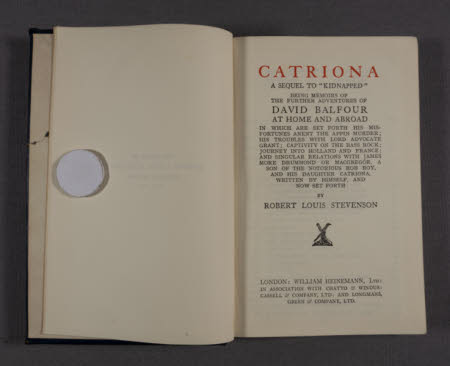 CATRIONA
A SEQUEL TO "KIDNAPPED"
BEING MEMOIRS OF
THE FURTHER ADVENTURES OF
DAVID BALFOUR
AT HOME AND ABROAD
IN WHICH ARE SET FORTH HIS MIS-
FORTUNES ANENT THE APPIN MURDER;
HIS TROUBLES WITH LORD ADVOCATE
GRANT; CAPTIVITY ON THE BASS ROCK;
JOURNEY INTO HOLLAND AND FRANCE;
AND SINGULAR RELATIONS WITH JAMES
MORE DRUMMOND OR MACGREGOR, A
SON OF THE NOTORIOUS ROB ROY,
AND HIS DAUGHTER CATRIONA,
WRITTEN BY HIMSELF, AND
NOW SET FORTH
BY
ROBERT LOUIS STEVENSON
LONDON: WILLIAM HEINEMANN, LTD:
IN ASSOCIATION WITH CHATTO & WINDUS:
CASSELL & COMPANY, LTD: AND LONGMANS,
GREEN & COMPANY, LTD.